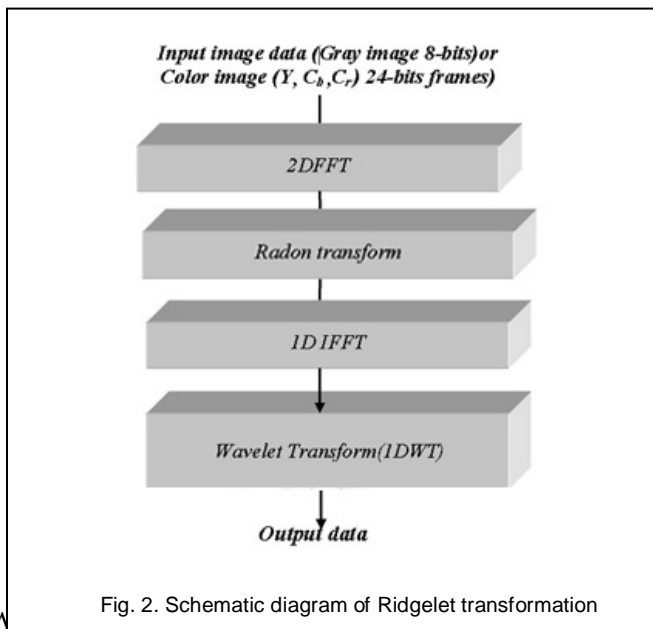 Input image data (|Gray image 8-bits)or
Color image (Y, Cb ,Cr) 24-bits frames)
2DFFT
Radon transform
1D IFFT
Wavelet Transform(1DWT)
Output data
Fig. 2. Schematic diagram of Ridgelet transformation